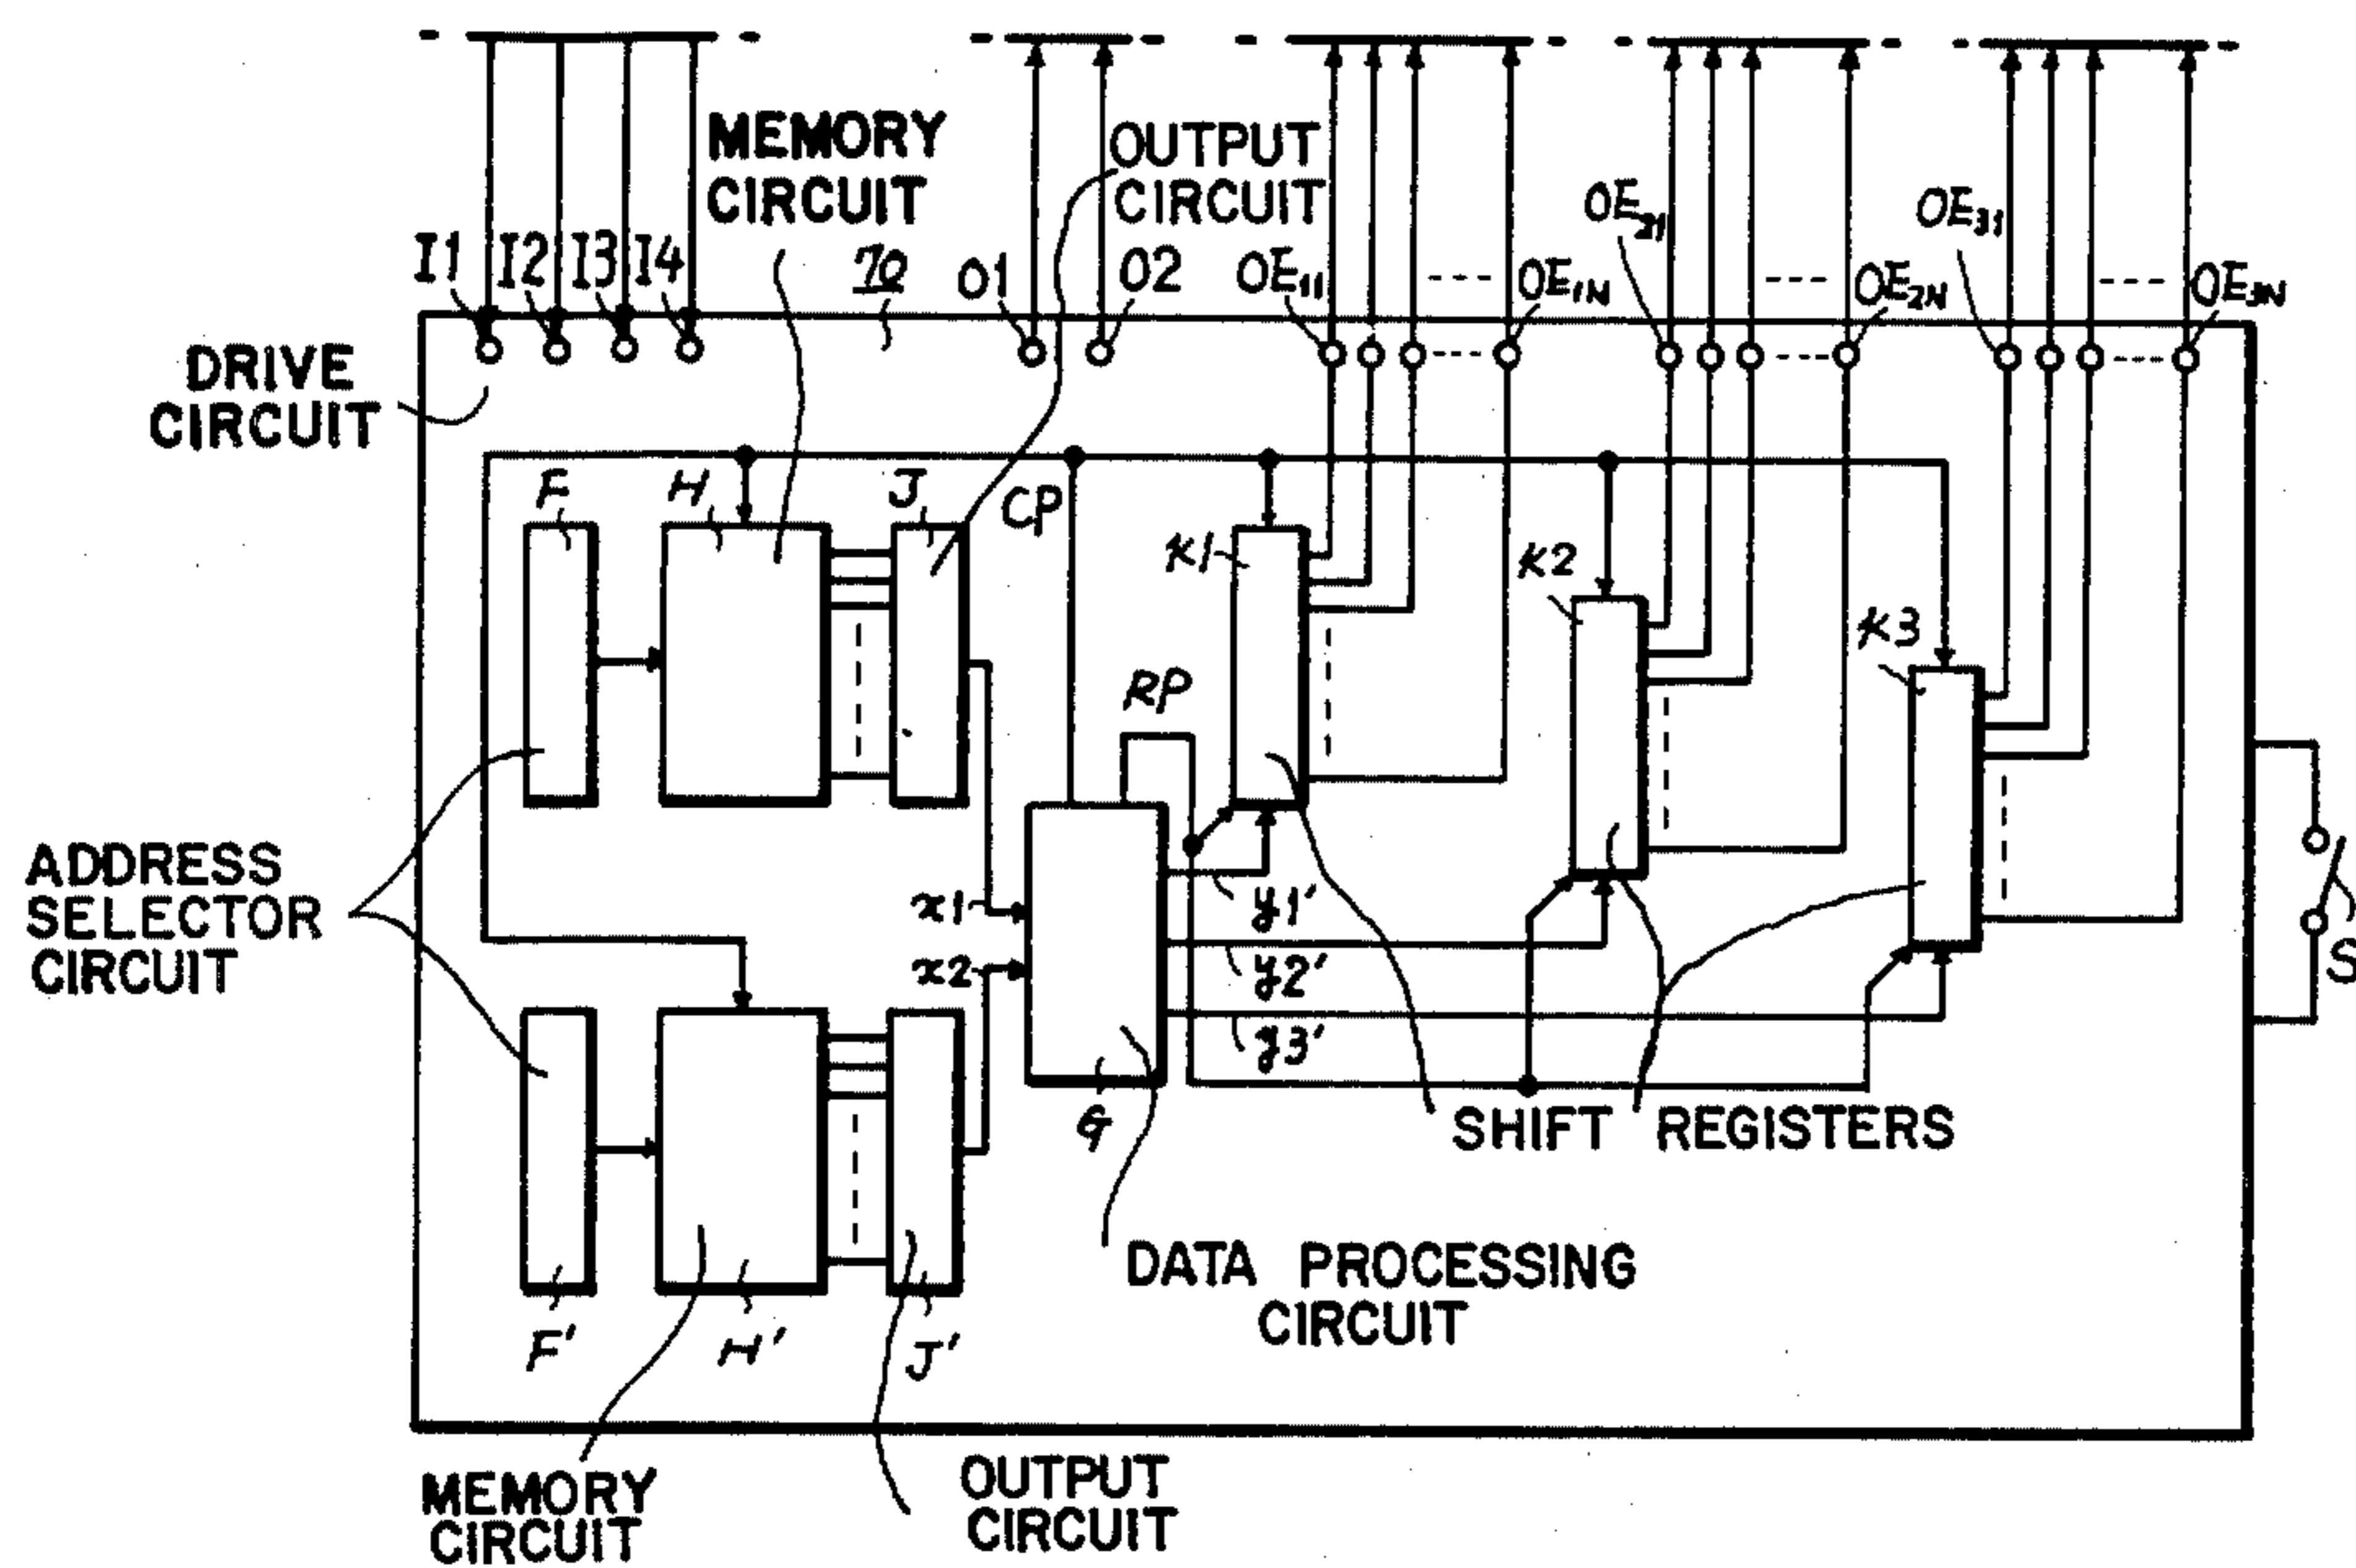 MEMORY
CIRCUIT
OUTPUT
CIRCUIT
OE21
OE31
I1 I2 I3 I4
70
O1
O2
OE11
OE1N
OE2N
OE3N
DRIVE
CIRCUIT
F
H
J
CP
K1
K2
K3
RP
ADDRESS
SELECTOR
CIRCUIT
x1
x2
y1'
y2'
y3'
S
G
SHIFT REGISTERS
DATA PROCESSING
CIRCUIT
F'
H'
J'
MEMORY
CIRCUIT
OUTPUT
CIRCUIT